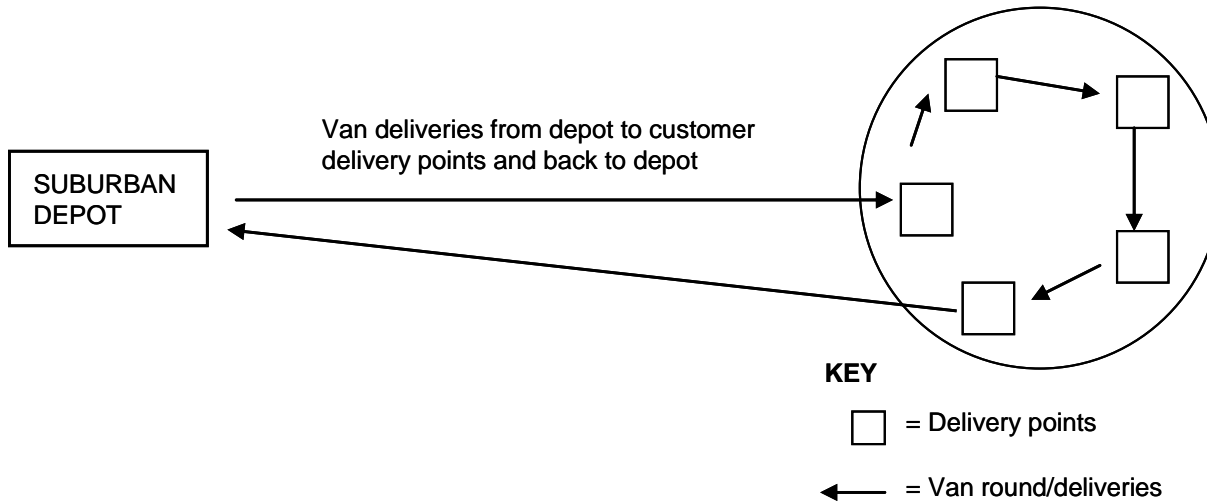 Van deliveries from depot to customer
delivery points and back to depot
SUBURBAN
DEPOT
KEY
= Delivery points
= Van round/deliveries